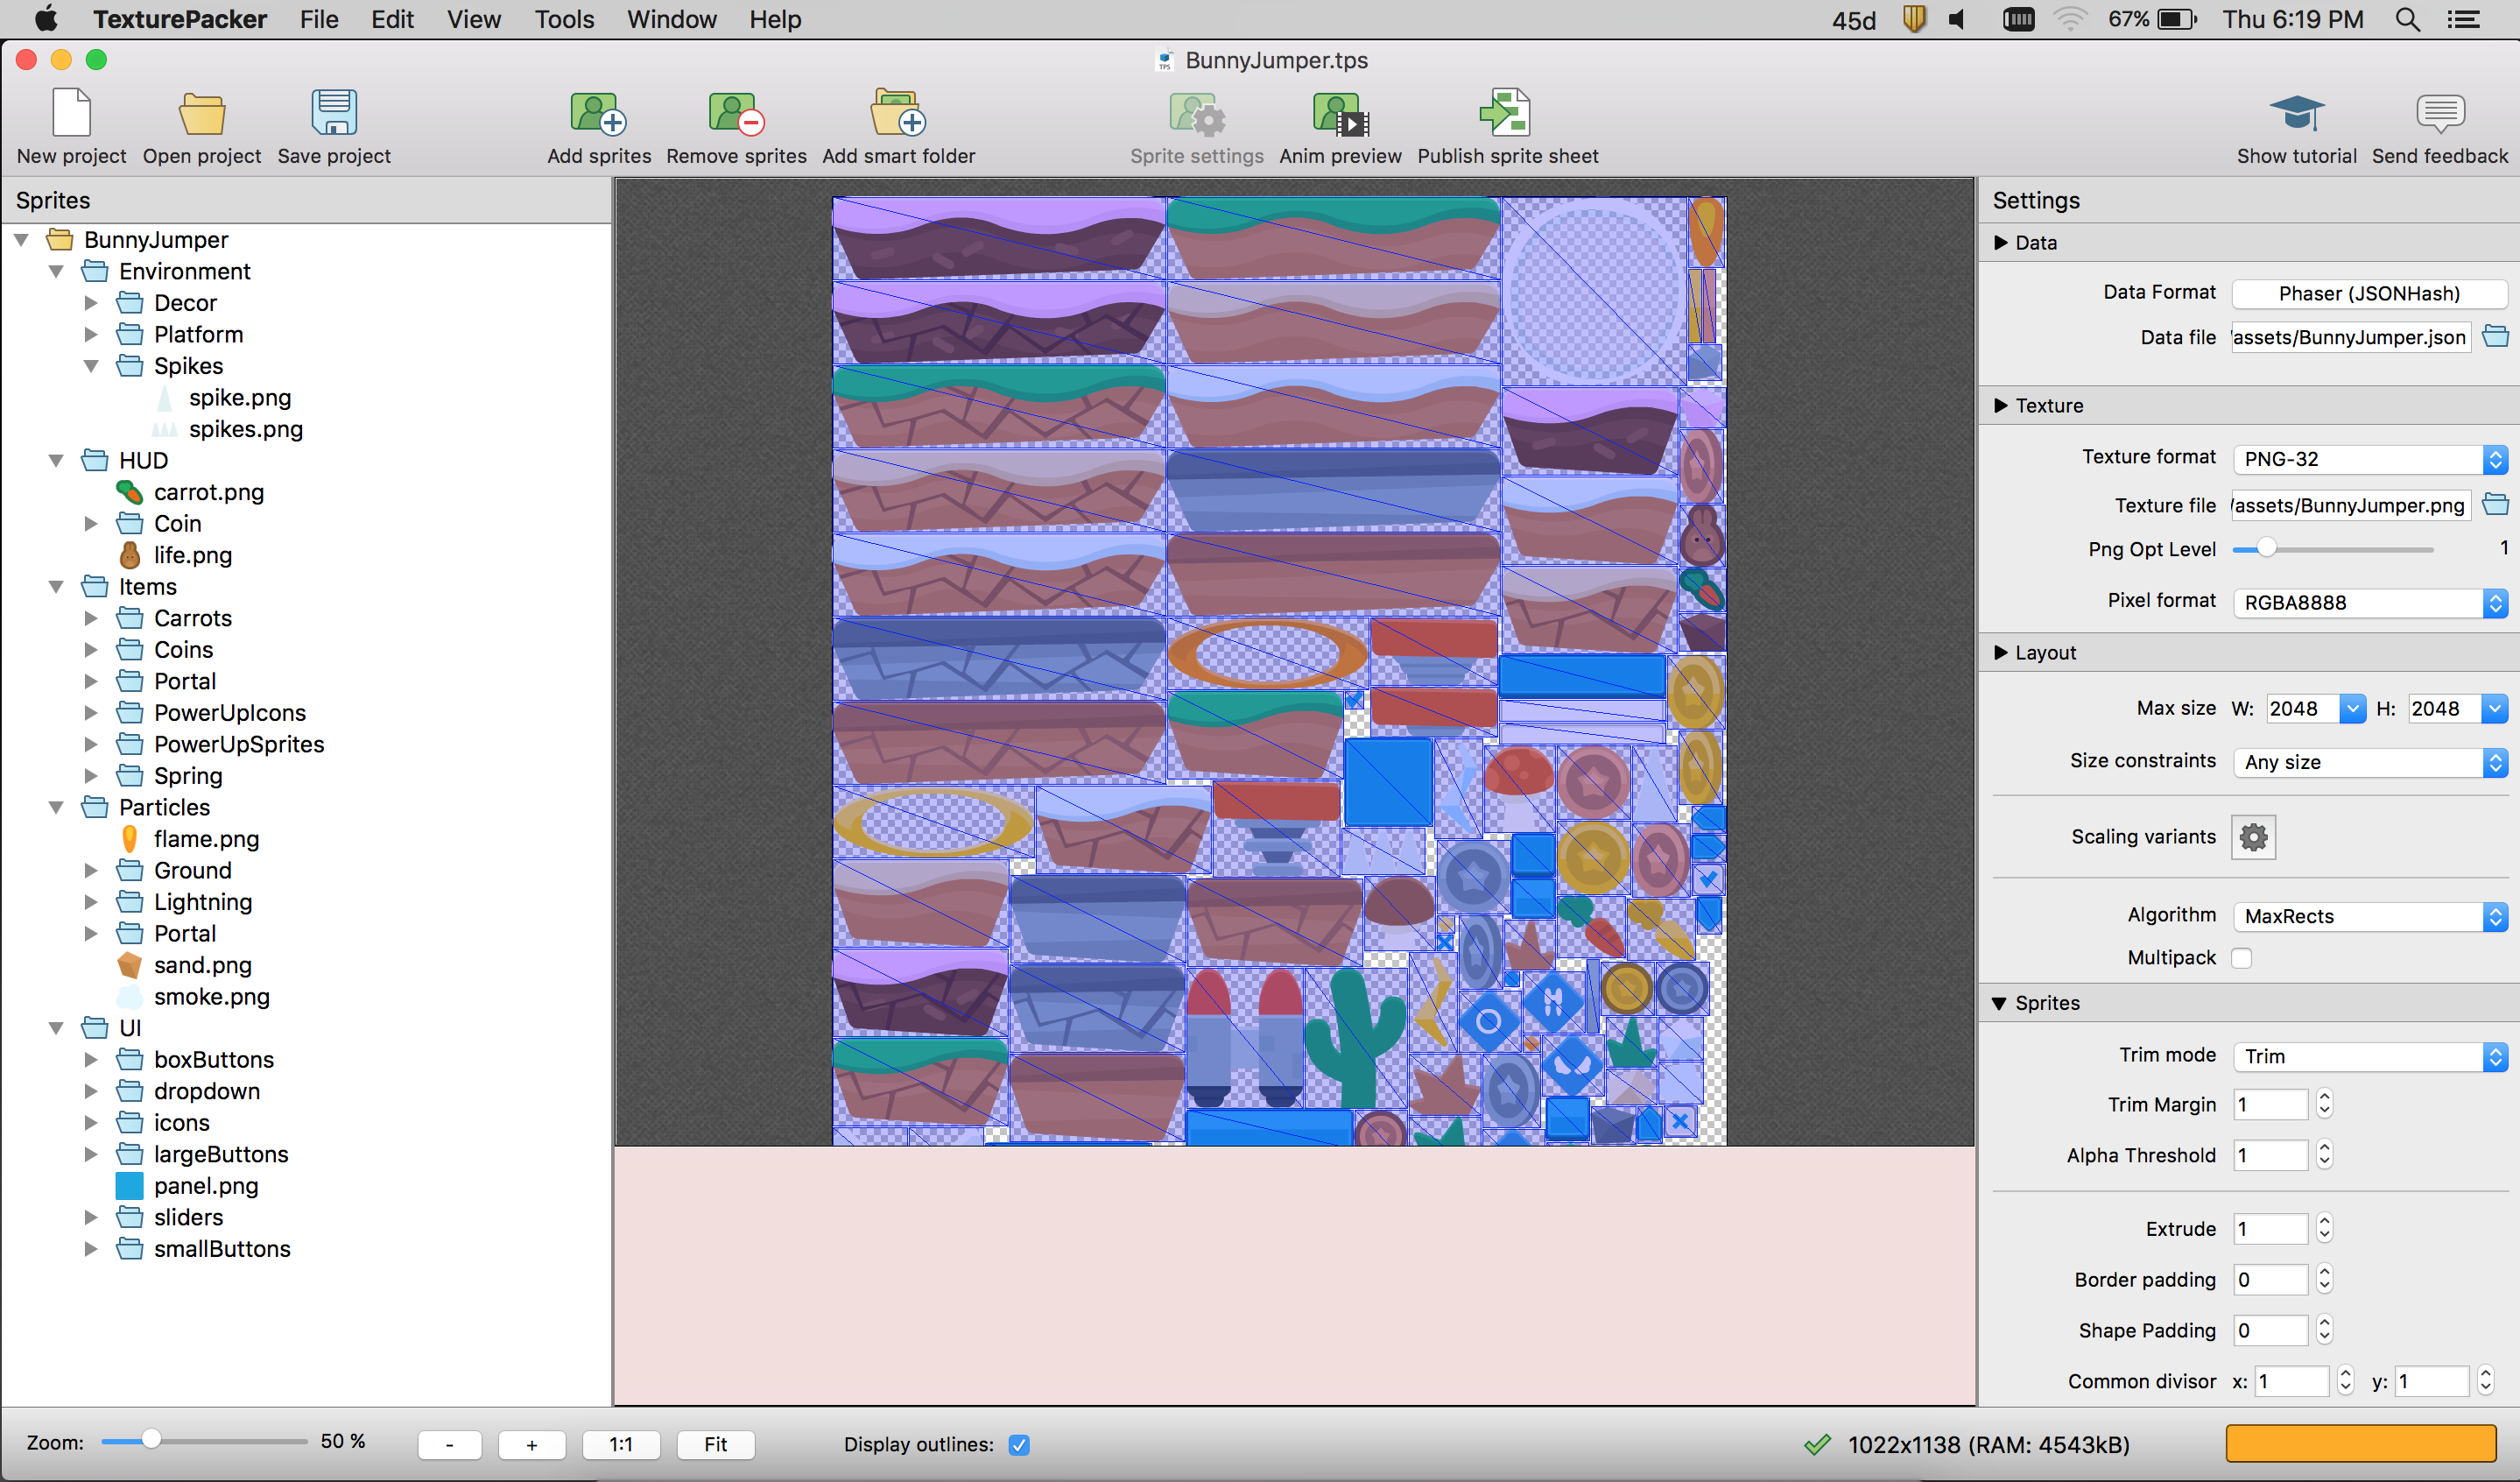 TexturePacker File Edit View Tools Window Help 45d 67% Thu 6:19 PM
BunnyJumper.tps
New project Open project Save project Add sprites Remove sprites Add smart folder Sprite settings Anim preview Publish sprite sheet Show tutorial Send feedback
Sprites
BunnyJumper
Environment
Decor
Platform
Spikes
spike.png
spikes.png
HUD
carrot.png
Coin
life.png
Items
Carrots
Coins
Portal
PowerUpIcons
PowerUpSprites
Spring
Particles
flame.png
Ground
Lightning
Portal
sand.png
smoke.png
UI
boxButtons
dropdown
icons
largeButtons
panel.png
sliders
smallButtons
Settings
Data
Data Format Phaser (JSONHash)
Data file assets/BunnyJumper.json
Texture
Texture format PNG-32
Texture file /assets/BunnyJumper.png
Png Opt Level 1
Pixel format RGBA8888
Layout
Max size W: 2048 H: 2048
Size constraints Any size
Scaling variants
Algorithm MaxRects
Multipack
Sprites
Trim mode Trim
Trim Margin 1
Alpha Threshold 1
Extrude 1
Border padding 0
Shape Padding 0
Common divisor x: 1 y: 1
Zoom: 50 % - + 1:1 Fit Display outlines: 1022x1138 (RAM: 4543kB)